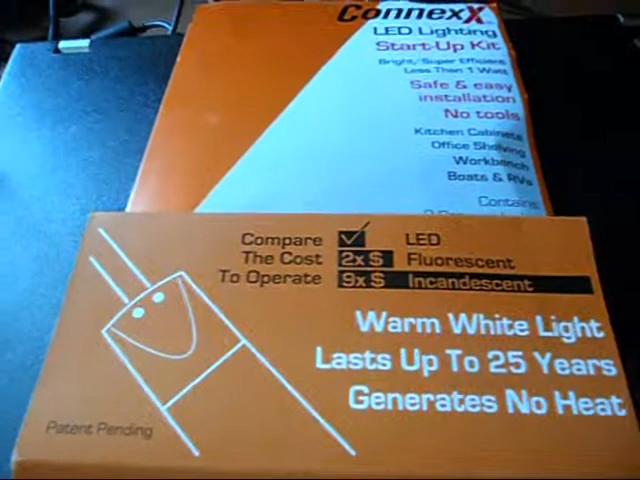 ConnexX
LED Lighting
Start-Up Kit
Bright, Super Efficient
Less Than 1 Watt
Safe & easy
installation
No tools
Kitchen Cabinets
Office Shelving
Workbench
Boats & RVs
Contains
Compare LED
The Cost 2x $ Fluorescent
To Operate 9x $ Incandescent
Warm White Light
Lasts Up To 25 Years
Generates No Heat
Patent Pending